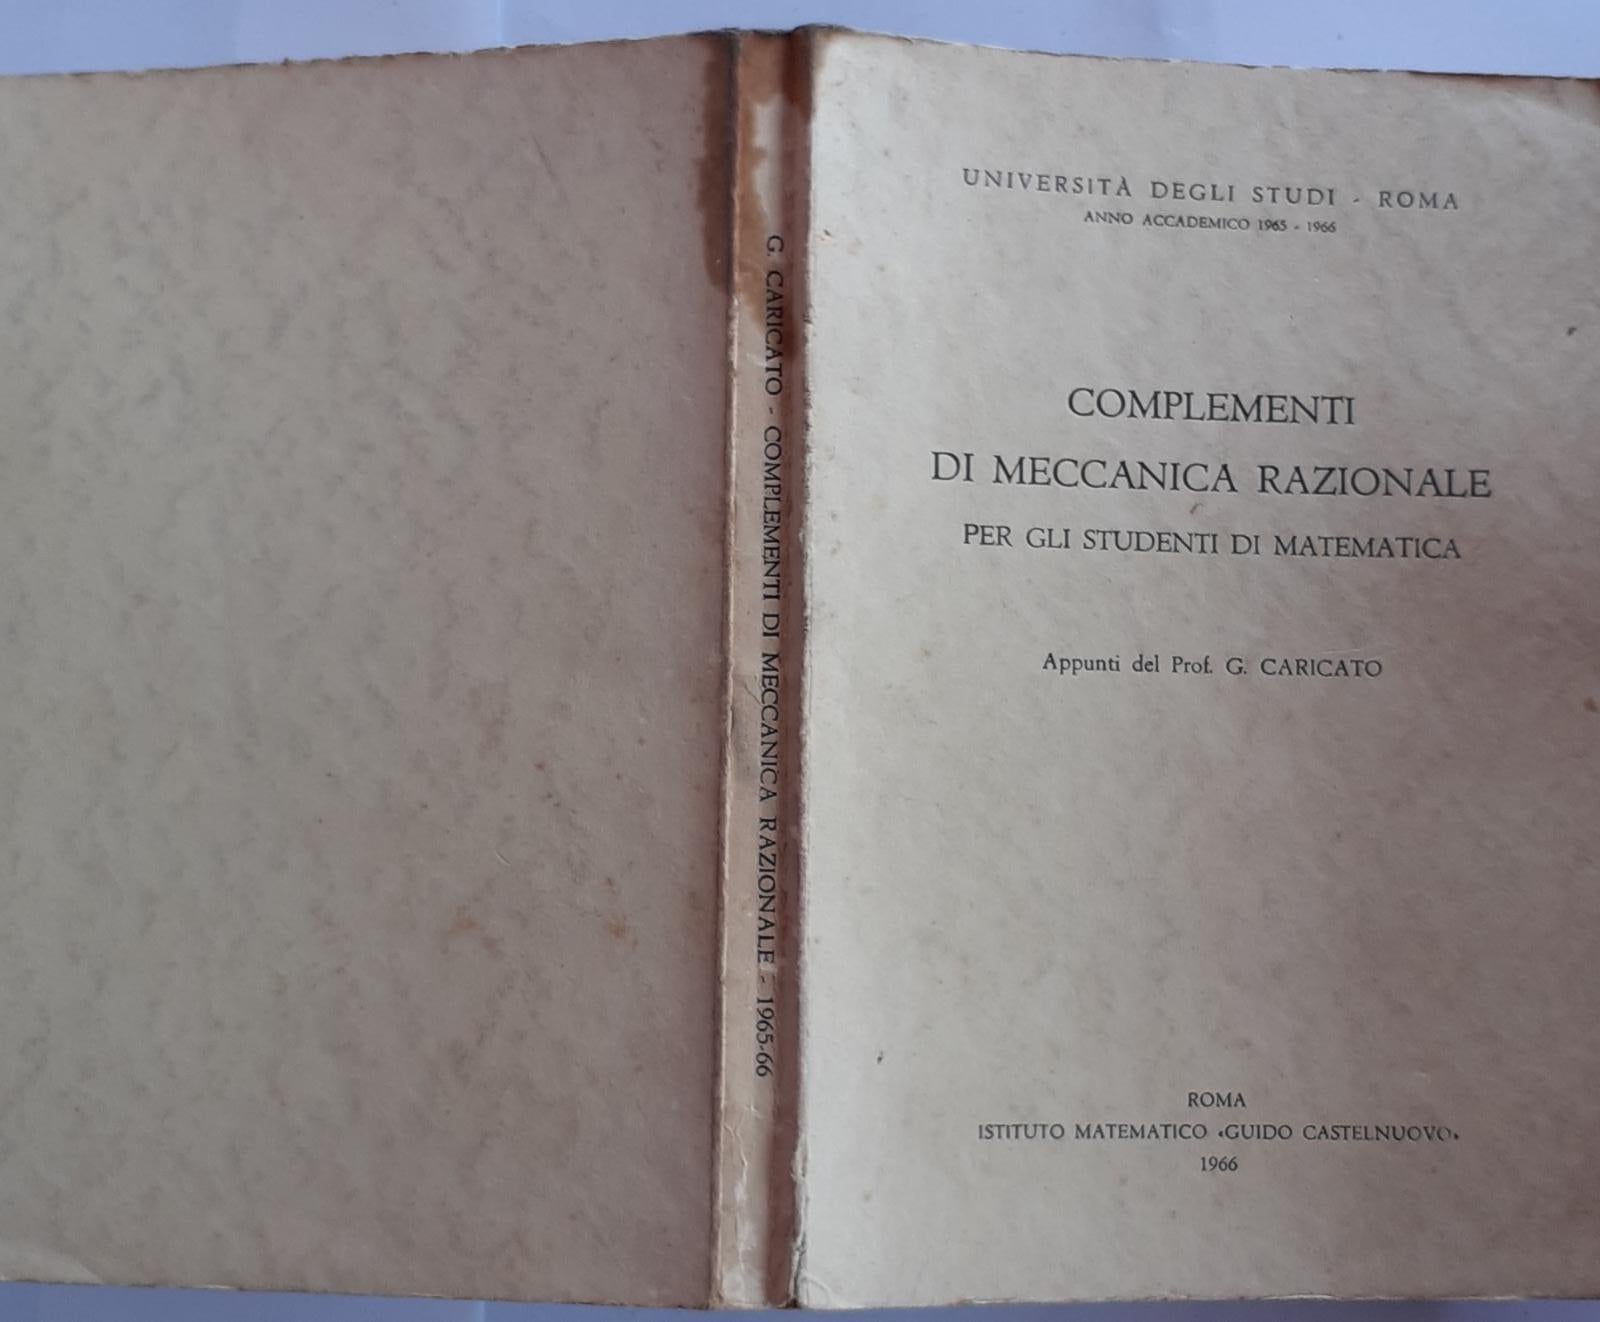 G. CARICATO - COMPLEMENTI DI MECCANICA RAZIONALE - 1965-66
UNIVERSITÀ DEGLI STUDI - ROMA
ANNO ACCADEMICO 1965 - 1966
COMPLEMENTI
DI MECCANICA RAZIONALE
PER GLI STUDENTI DI MATEMATICA
Appunti del Prof. G. CARICATO
ROMA
ISTITUTO MATEMATICO «GUIDO CASTELNUOVO»
1966